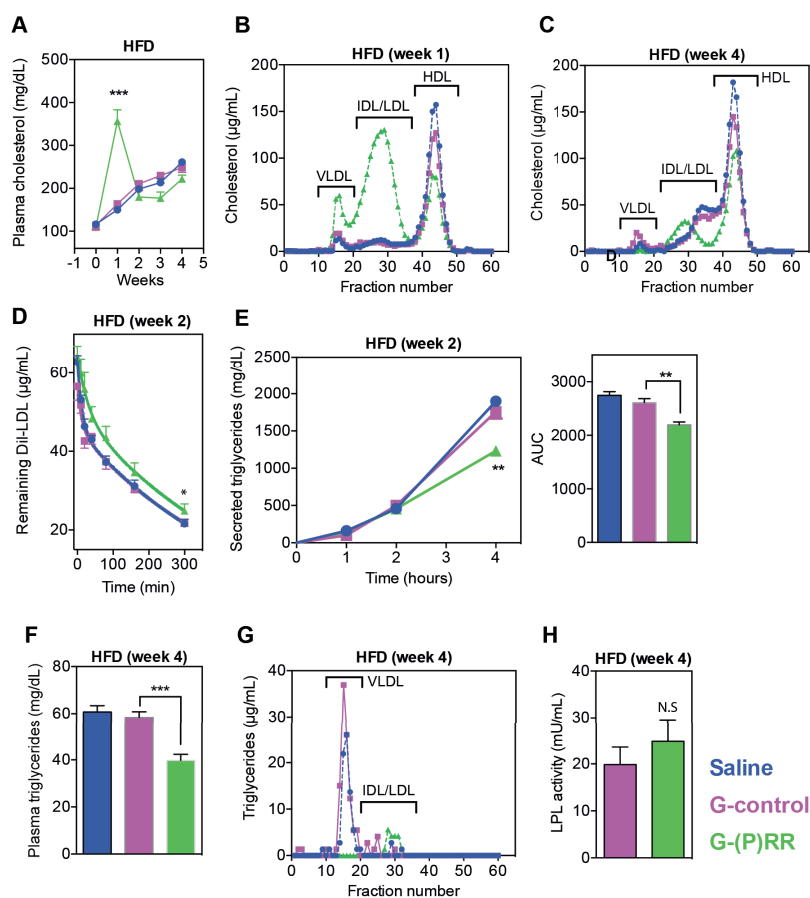 A
HFD
Plasma cholesterol (mg/dL)
500
400
300
200
100
***
-1 0 1 2 3 4 5
Weeks
B
HFD (week 1)
Cholesterol (µg/mL)
200
150
100
50
0
VLDL
IDL/LDL
HDL
0 10 20 30 40 50 60
Fraction number
C
HFD (week 4)
Cholesterol (µg/mL)
200
150
100
50
0
VLDL
IDL/LDL
HDL
D
0 10 20 30 40 50 60
Fraction number
D
HFD (week 2)
Remaining DiI-LDL (µg/mL)
60
40
20
*
0 100 200 300
Time (min)
E
HFD (week 2)
Secreted triglycerides (mg/dL)
2500
2000
1500
1000
500
0
**
0 1 2 3 4
Time (hours)
AUC
3000
2000
1000
0
**
F
HFD (week 4)
Plasma triglycerides (mg/dL)
80
60
40
20
0
***
G
HFD (week 4)
Triglycerides (µg/mL)
40
30
20
10
0
VLDL
IDL/LDL
0 10 20 30 40 50 60
Fraction number
H
HFD (week 4)
LPL activity (mU/mL)
40
30
20
10
0
N.S
Saline
G-control
G-(P)RR